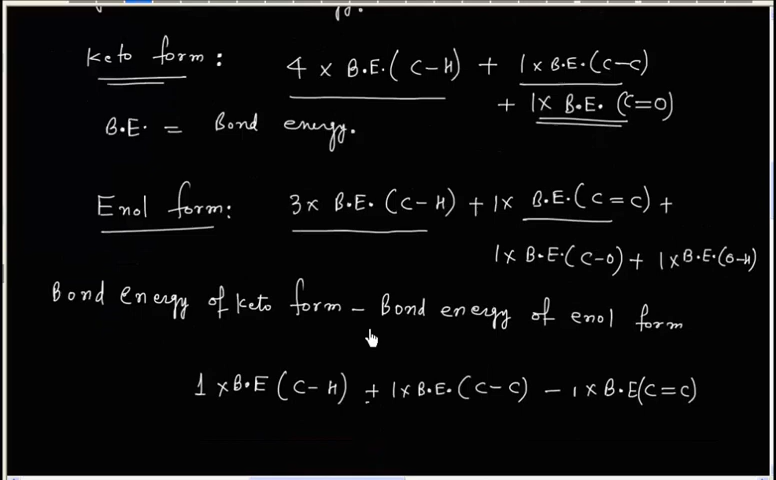 gy.
Keto form: 4 × B.E.( C–H) + 1× B.E.(C–C)
+ 1× B.E. (C=O)
B.E. = Bond energy.
Enol form: 3× B.E. (C–H) + 1× B.E.( C=C) +
1× B.E.(C–O) + 1×B.E.(O–H)
Bond energy of keto form – Bond energy of enol form
1 ×B.E (C–H) + 1×B.E.(C–C) – 1×B.E(C=C)